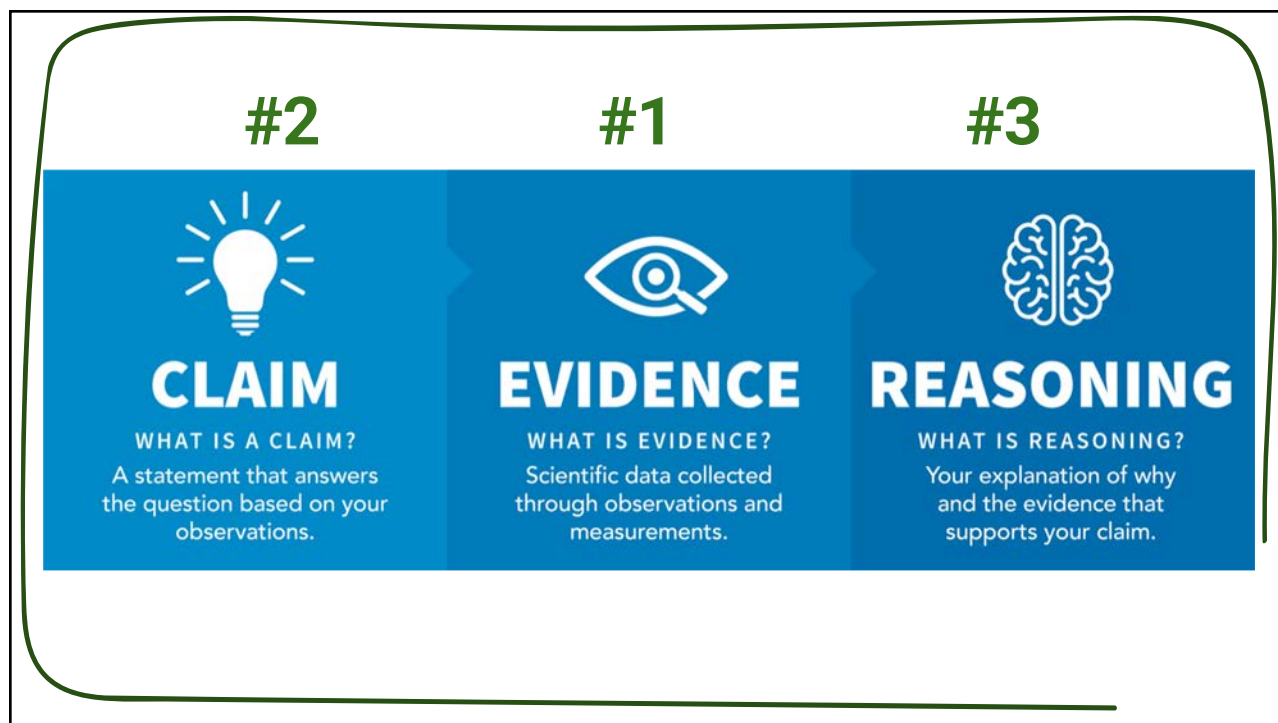 #2
#1
#3
CLAIM
WHAT IS A CLAIM?
A statement that answers
the question based on your
observations.
EVIDENCE
WHAT IS EVIDENCE?
Scientific data collected
through observations and
measurements.
REASONING
WHAT IS REASONING?
Your explanation of why
and the evidence that
supports your claim.